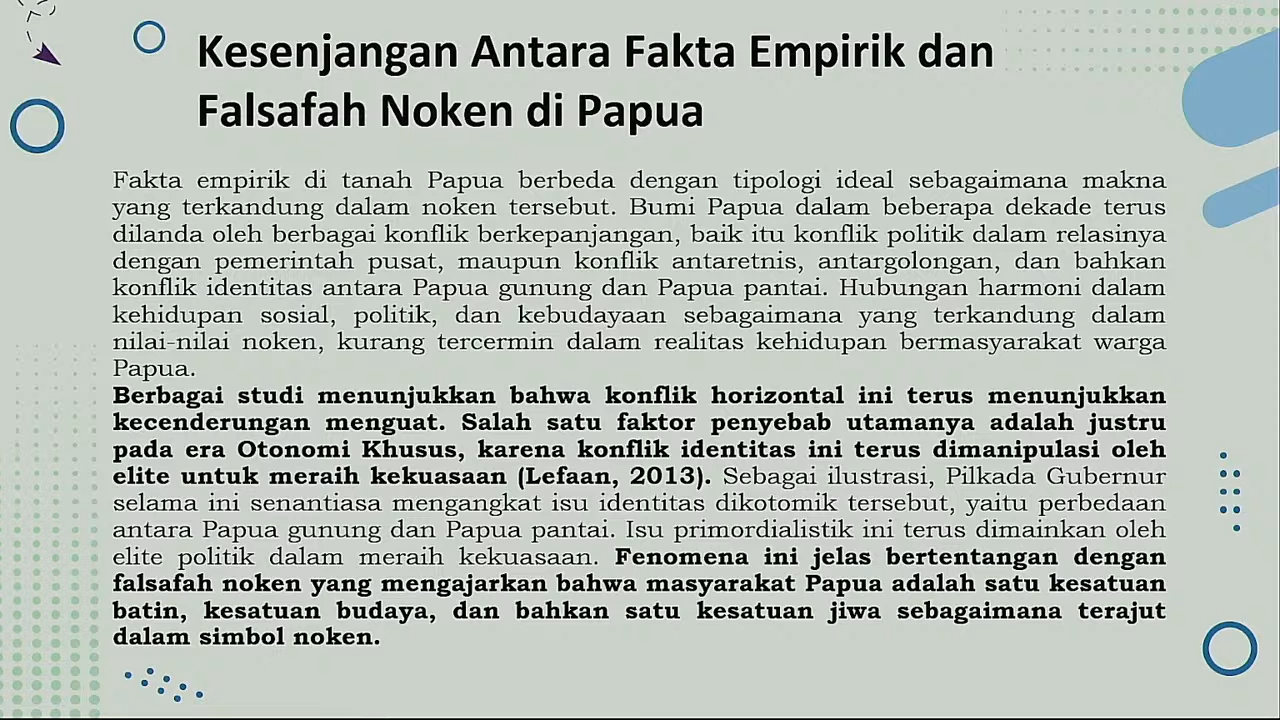 Kesenjangan Antara Fakta Empirik dan
Falsafah Noken di Papua
Fakta empirik di tanah Papua berbeda dengan tipologi ideal sebagaimana makna
yang terkandung dalam noken tersebut. Bumi Papua dalam beberapa dekade terus
dilanda oleh berbagai konflik berkepanjangan, baik itu konflik politik dalam relasinya
dengan pemerintah pusat, maupun konflik antaretnis, antargolongan, dan bahkan
konflik identitas antara Papua gunung dan Papua pantai. Hubungan harmoni dalam
kehidupan sosial, politik, dan kebudayaan sebagaimana yang terkandung dalam
nilai-nilai noken, kurang tercermin dalam realitas kehidupan bermasyarakat warga
Papua.
Berbagai studi menunjukkan bahwa konflik horizontal ini terus menunjukkan
kecenderungan menguat. Salah satu faktor penyebab utamanya adalah justru
pada era Otonomi Khusus, karena konflik identitas ini terus dimanipulasi oleh
elite untuk meraih kekuasaan (Lefaan, 2013). Sebagai ilustrasi, Pilkada Gubernur
selama ini senantiasa mengangkat isu identitas dikotomik tersebut, yaitu perbedaan
antara Papua gunung dan Papua pantai. Isu primordialistik ini terus dimainkan oleh
elite politik dalam meraih kekuasaan. Fenomena ini jelas bertentangan dengan
falsafah noken yang mengajarkan bahwa masyarakat Papua adalah satu kesatuan
batin, kesatuan budaya, dan bahkan satu kesatuan jiwa sebagaimana terajut
dalam simbol noken.